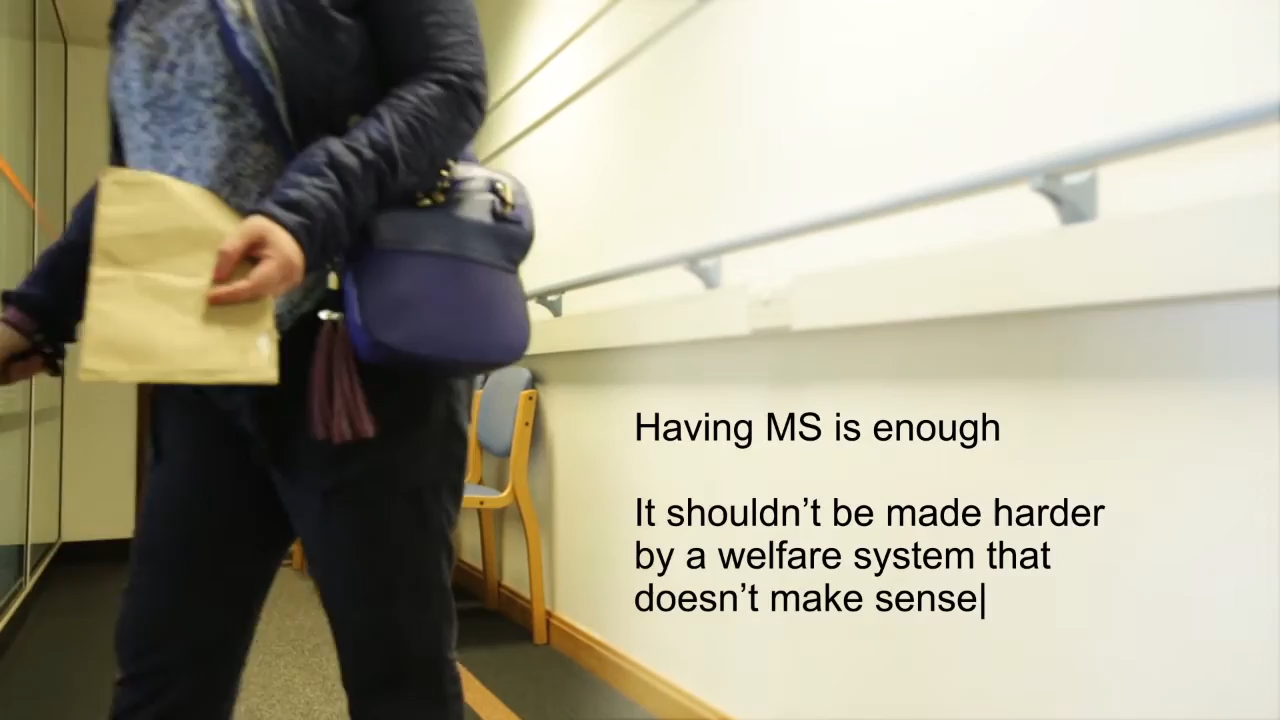 Having MS is enough
It shouldn’t be made harder
by a welfare system that
doesn’t make sense|